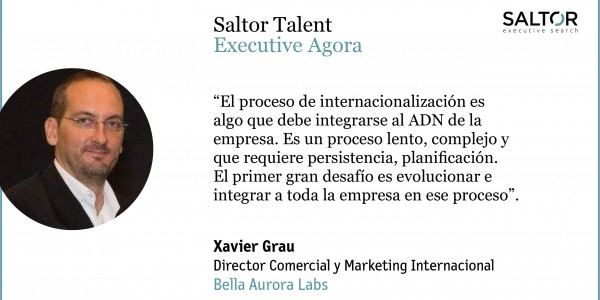 Saltor Talent
Executive Agora
SALTOR
executive search
“El proceso de internacionalización es
algo que debe integrarse al ADN de la
empresa. Es un proceso lento, complejo y
que requiere persistencia, planificación.
El primer gran desafío es evolucionar e
integrar a toda la empresa en ese proceso”.
Xavier Grau
Director Comercial y Marketing Internacional
Bella Aurora Labs